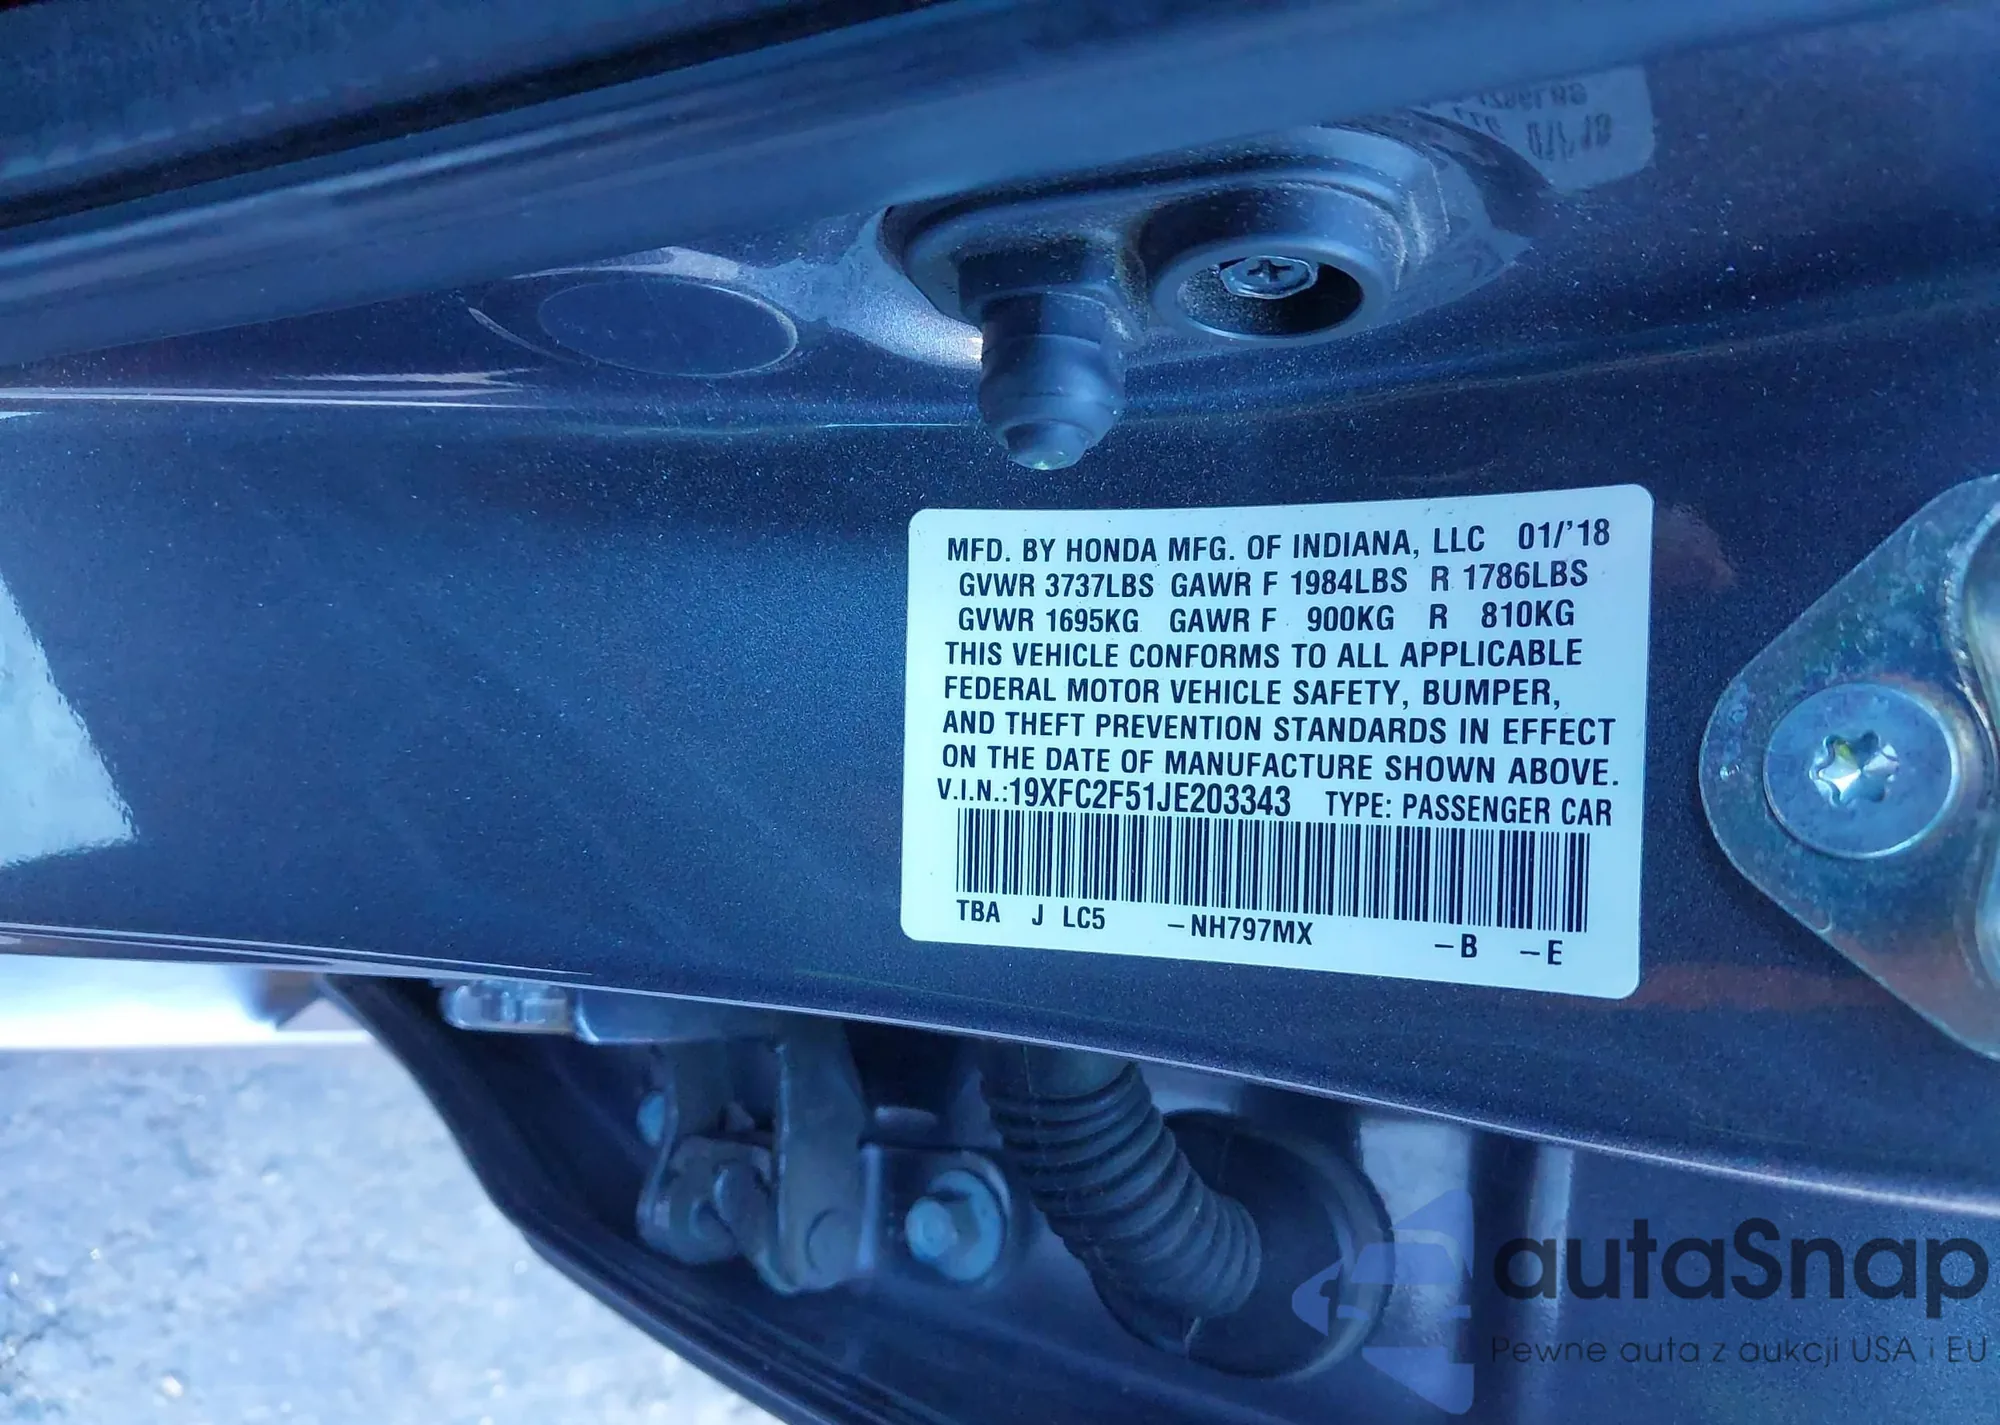 MFD. BY HONDA MFG. OF INDIANA, LLC 01/'18
GVWR 3737LBS GAWR F 1984LBS R 1786LBS
GVWR 1695KG GAWR F 900KG R 810KG
THIS VEHICLE CONFORMS TO ALL APPLICABLE
FEDERAL MOTOR VEHICLE SAFETY, BUMPER,
AND THEFT PREVENTION STANDARDS IN EFFECT
ON THE DATE OF MANUFACTURE SHOWN ABOVE.
V.I.N.:19XFC2F51JE203343 TYPE: PASSENGER CAR
TBA J LC5 -NH797MX -B -E
autaSnap
Pewne auta z aukcji USA i EU